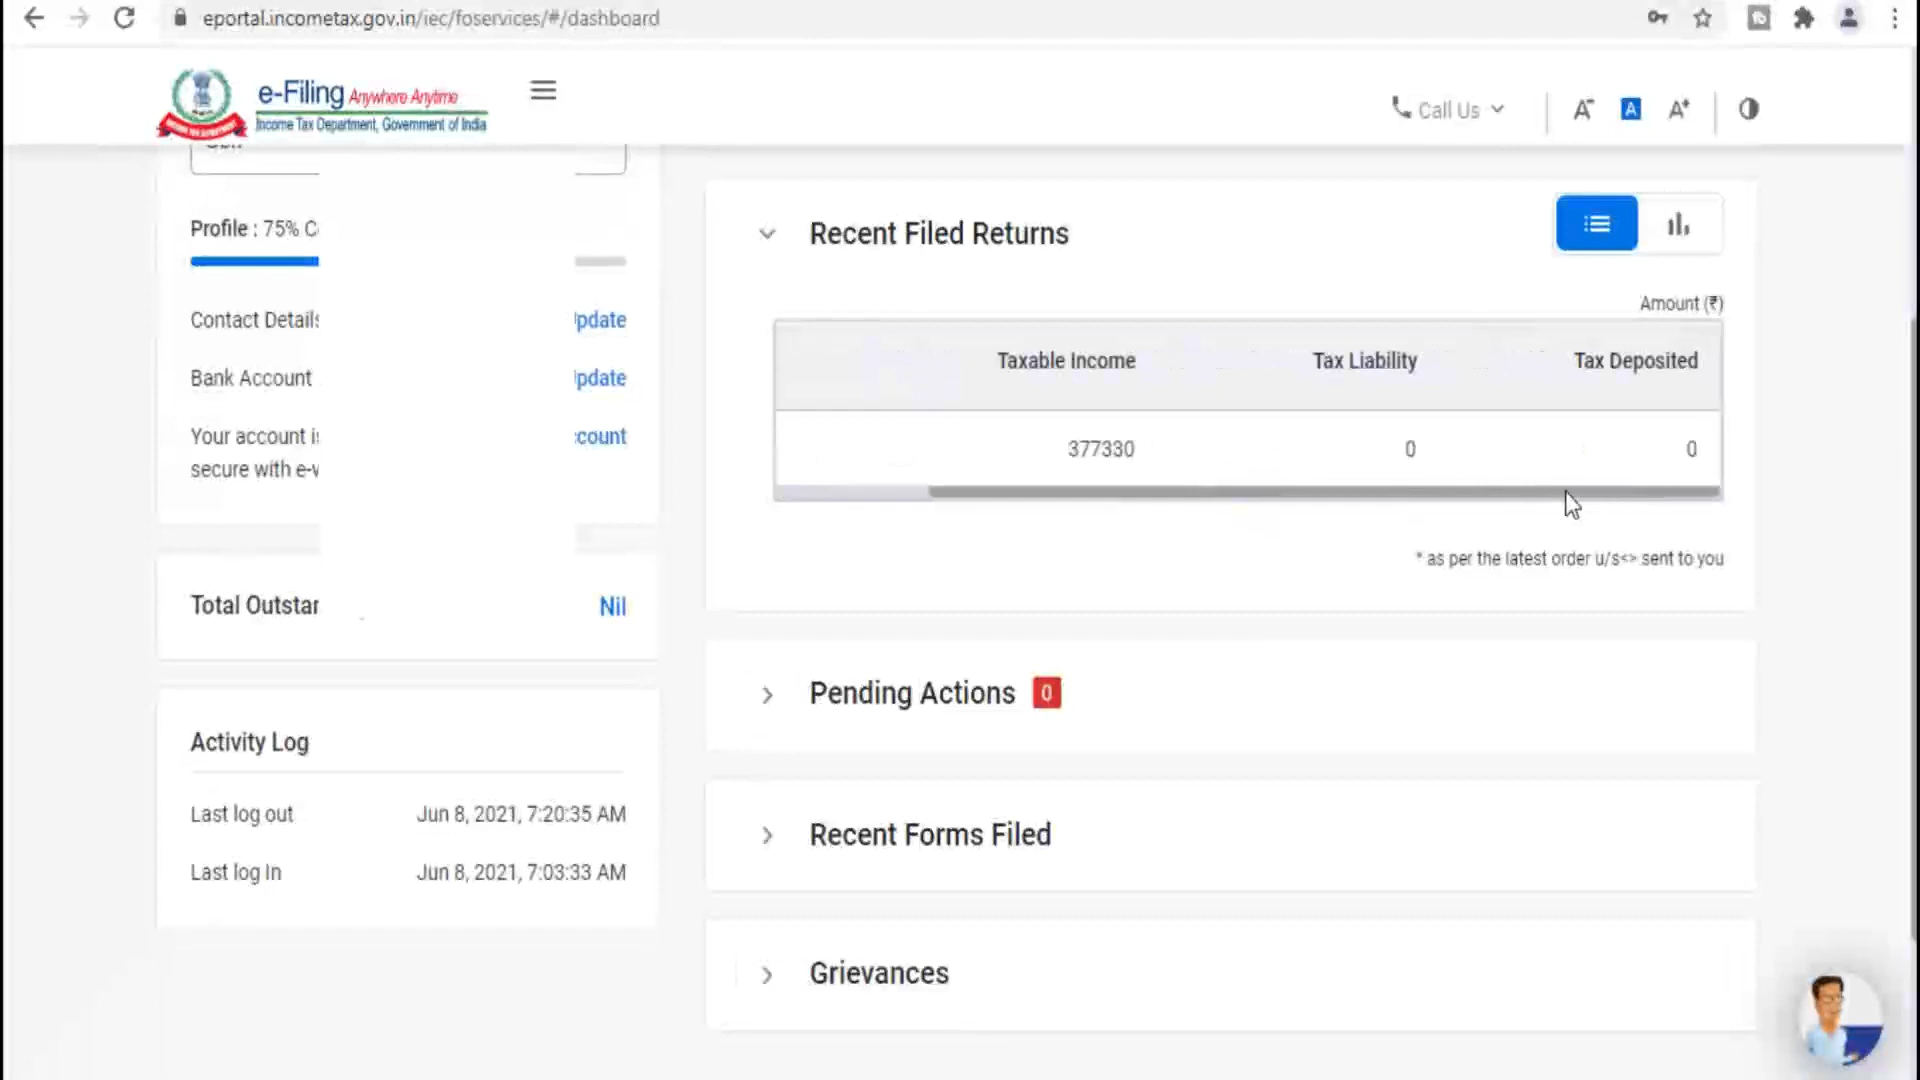 eportal.incometax.gov.in/iec/foservices/#/dashboard
e-Filing Anywhere Anytime
Income Tax Department, Government of India
Call Us
A-
A
A+
Profile : 75%
Contact Details
pdate
Bank Account
pdate
Your account
count
secure with
Total Outstan
Nil
Activity Log
Last log out Jun 8, 2021, 7:20:35 AM
Last log In Jun 8, 2021, 7:03:33 AM
Recent Filed Returns
Amount (₹)
Taxable Income Tax Liability Tax Deposited
377330 0 0
* as per the latest order u/s<> sent to you
Pending Actions 0
Recent Forms Filed
Grievances